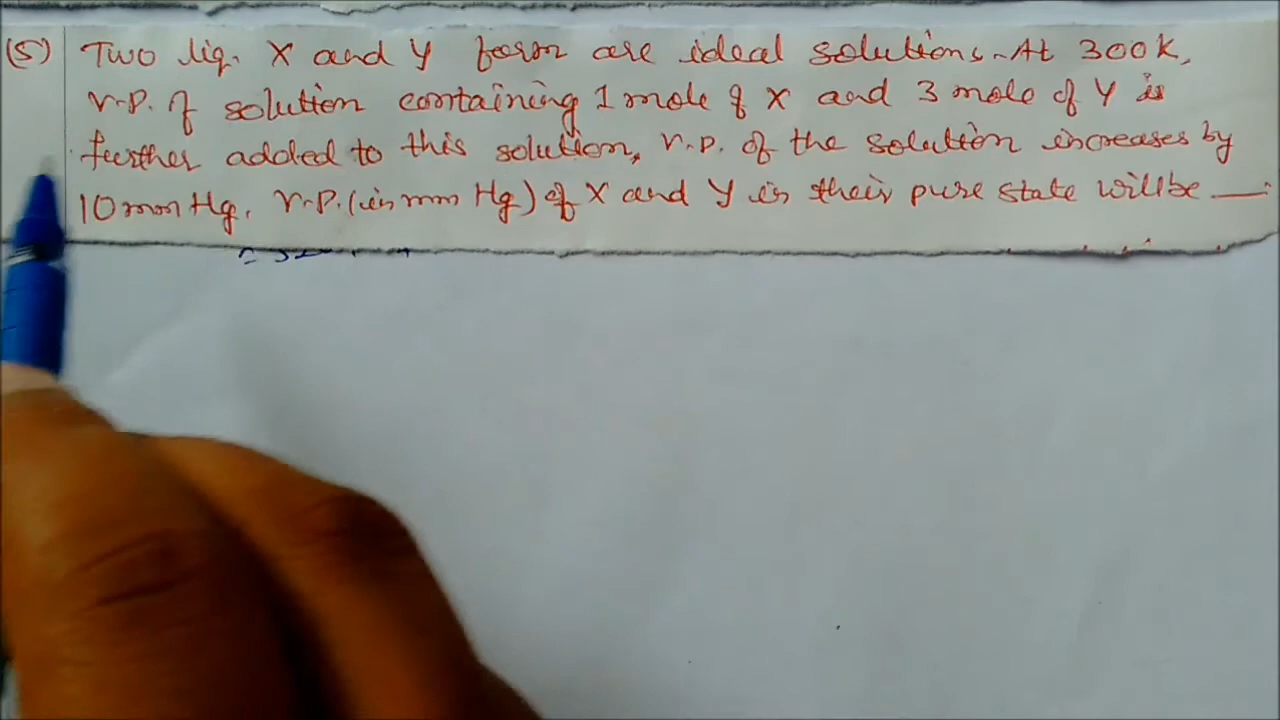 (5) Two liq. X and Y form are ideal solutions. At 300K,
v.p. of solution containing 1 mole of X and 3 mole of Y is
further added to this solution, v.p. of the solution increases by
10 mm Hg. v.p. (in mm Hg) of X and Y in their pure state will be —.